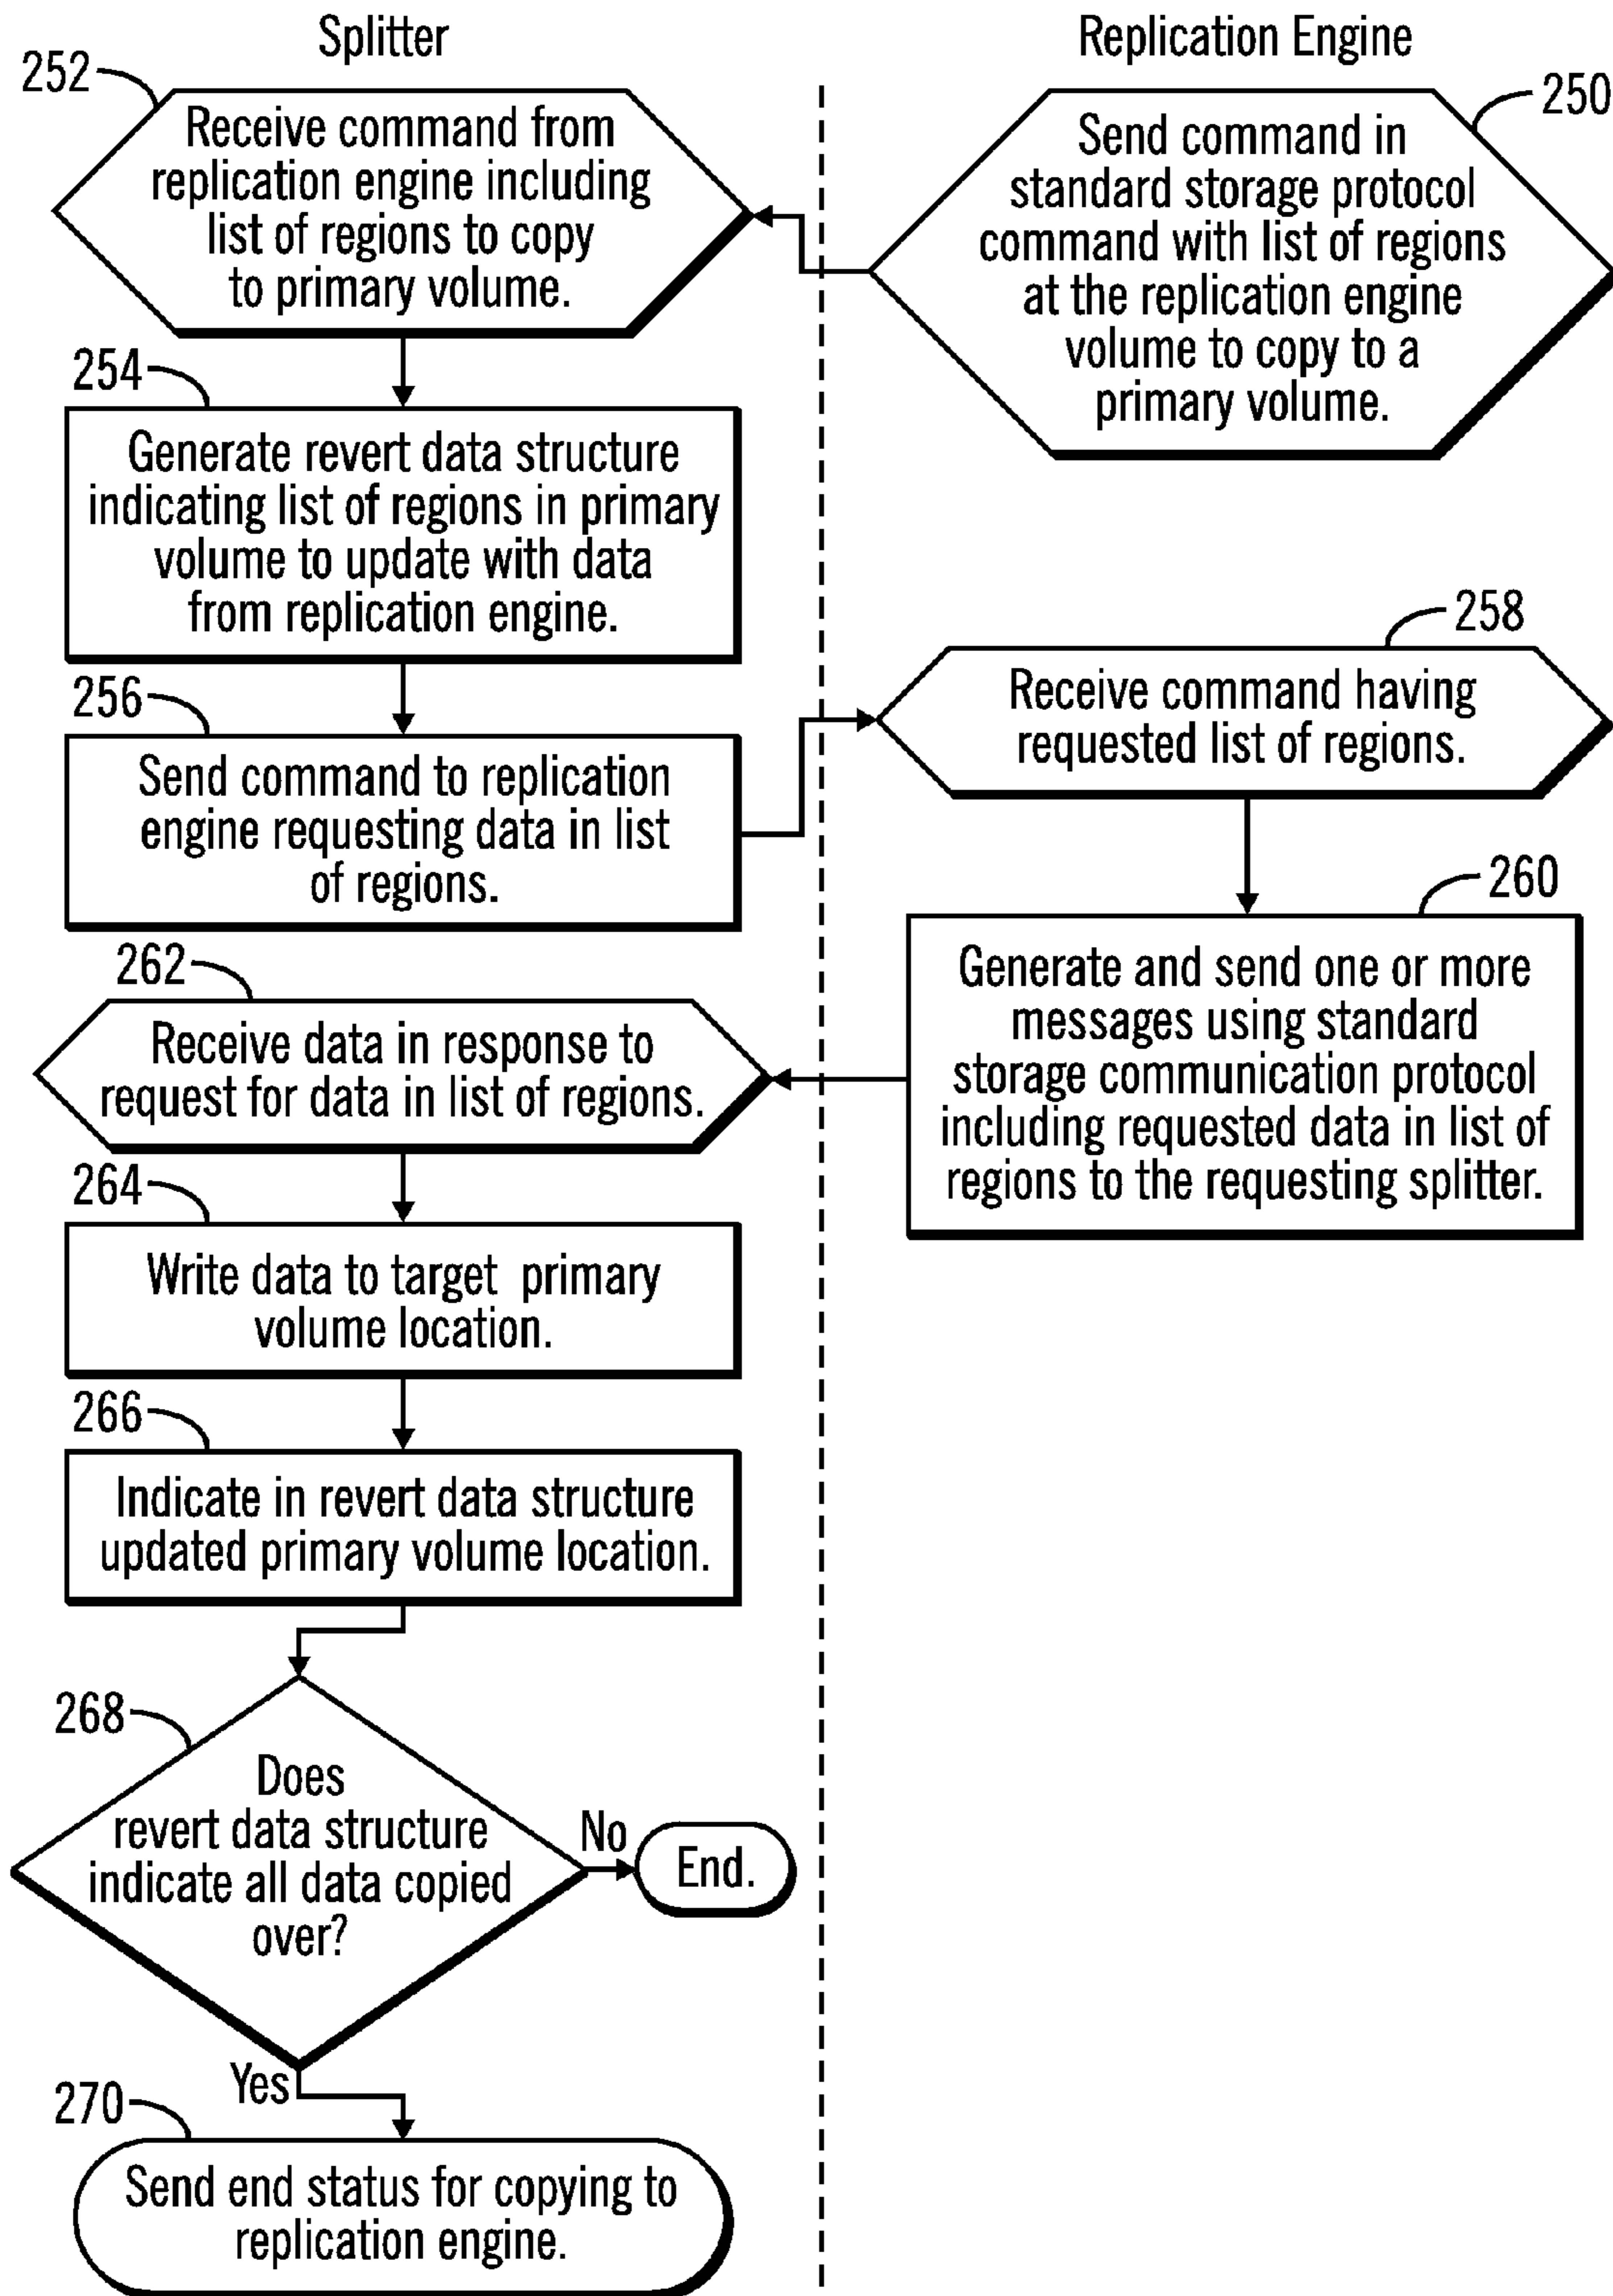 Splitter
Replication Engine
252
Receive command from
replication engine including
list of regions to copy
to primary volume.
250
Send command in
standard storage protocol
command with list of regions
at the replication engine
volume to copy to a
primary volume.
254
Generate revert data structure
indicating list of regions in primary
volume to update with data
from replication engine.
256
Send command to replication
engine requesting data in list
of regions.
258
Receive command having
requested list of regions.
260
Generate and send one or more
messages using standard
storage communication protocol
including requested data in list of
regions to the requesting splitter.
262
Receive data in response to
request for data in list of regions.
264
Write data to target primary
volume location.
266
Indicate in revert data structure
updated primary volume location.
268
Does
revert data structure
indicate all data copied
over?
No
End.
Yes
270
Send end status for copying to
replication engine.